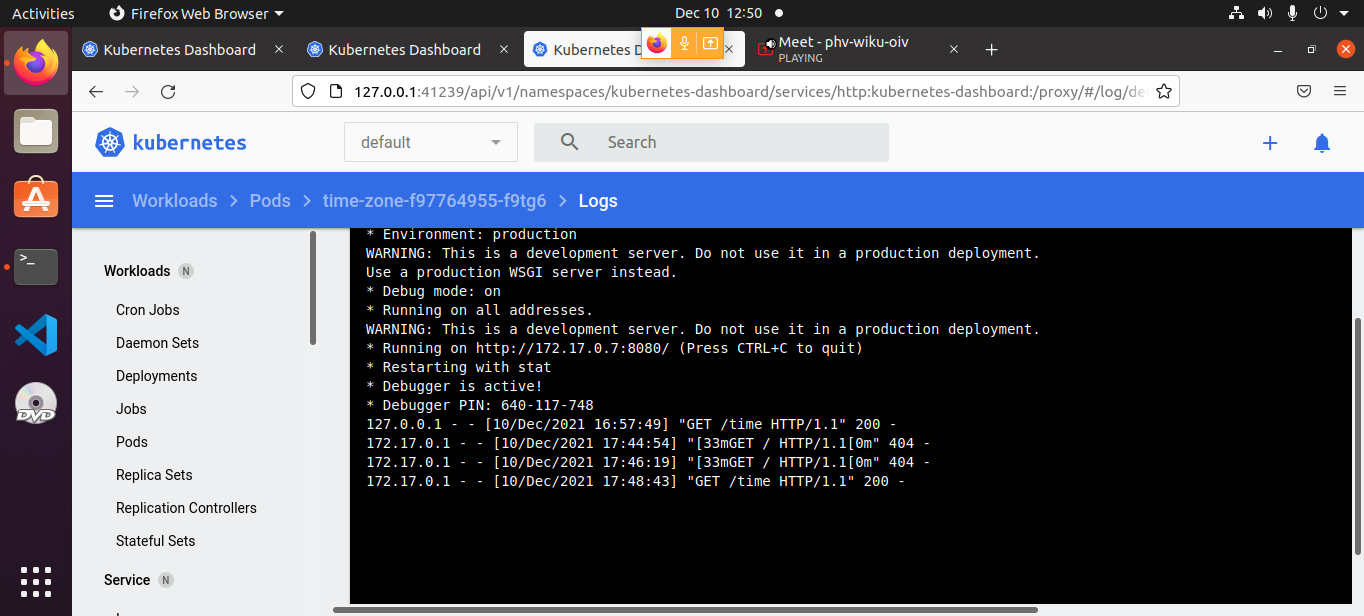 Activities
Firefox Web Browser
Dec 10 12:50
Kubernetes Dashboard
Kubernetes Dashboard
Kubernetes D
Meet - phv-wiku-oiv
PLAYING
127.0.0.1:41239/api/v1/namespaces/kubernetes-dashboard/services/http:kubernetes-dashboard:/proxy/#/log/de
kubernetes
default
Search
Workloads
Pods
time-zone-f97764955-f9tg6
Logs
Workloads N
Cron Jobs
Daemon Sets
Deployments
Jobs
Pods
Replica Sets
Replication Controllers
Stateful Sets
Service N
* Environment: production
WARNING: This is a development server. Do not use it in a production deployment.
Use a production WSGI server instead.
* Debug mode: on
* Running on all addresses.
WARNING: This is a development server. Do not use it in a production deployment.
* Running on http://172.17.0.7:8080/ (Press CTRL+C to quit)
* Restarting with stat
* Debugger is active!
* Debugger PIN: 640-117-748
127.0.0.1 - - [10/Dec/2021 16:57:49] "GET /time HTTP/1.1" 200 -
172.17.0.1 - - [10/Dec/2021 17:44:54] "[33mGET / HTTP/1.1[0m" 404 -
172.17.0.1 - - [10/Dec/2021 17:46:19] "[33mGET / HTTP/1.1[0m" 404 -
172.17.0.1 - - [10/Dec/2021 17:48:43] "GET /time HTTP/1.1" 200 -
>_
DVD